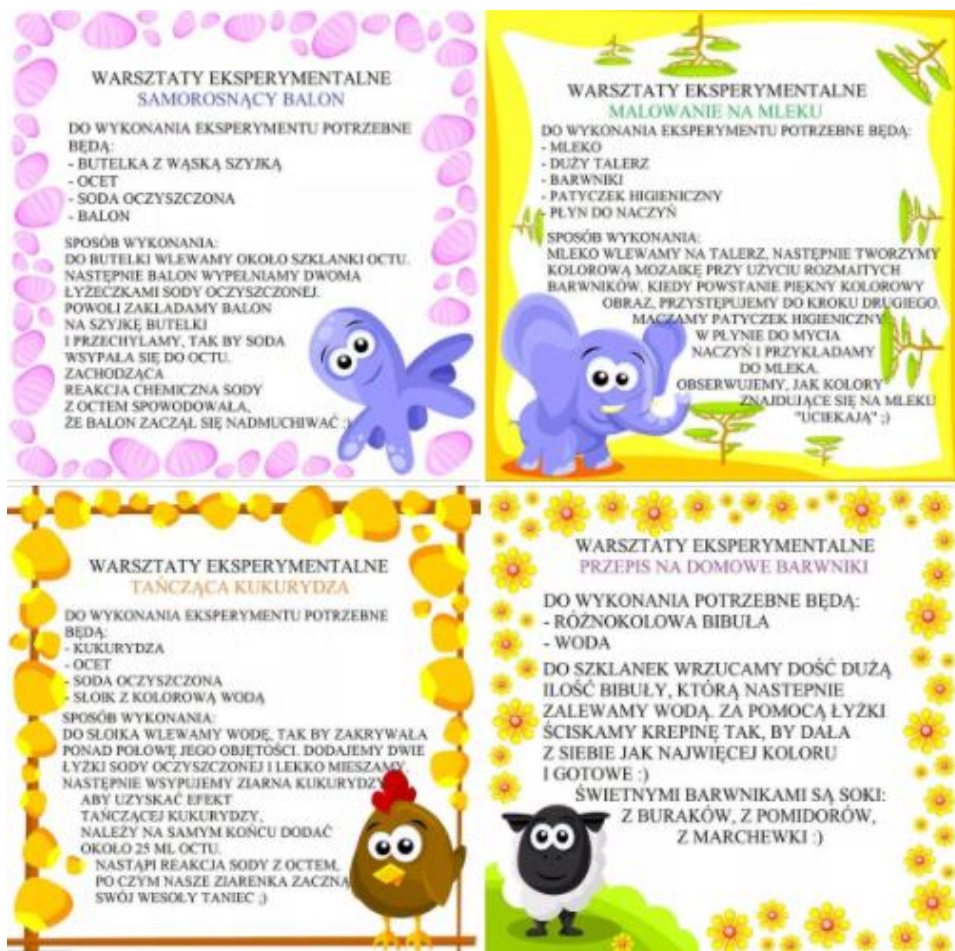 WARSZTATY EKSPERYMENTALNE
SAMOROSNĄCY BALON
DO WYKONANIA EKSPERYMENTU POTRZEBNE
BĘDĄ:
- BUTELKA Z WĄSKĄ SZYJKĄ
- OCET
- SODA OCZYSZCZONA
- BALON
SPOSÓB WYKONANIA:
DO BUTELKI WLEWAMY OKOŁO SZKLANKI OCTU.
NASTĘPNIE BALON WYPEŁNIAMY DWOMA
ŁYŻECZKAMI SODY OCZYSZCZONEJ.
POWOLI ZAKŁADAMY BALON
NA SZYJKĘ BUTELKI
I PRZECHYLAMY, TAK BY SODA
WSYPAŁA SIĘ DO OCTU.
ZACHODZĄCA
REAKCJA CHEMICZNA SODY
Z OCTEM SPOWODOWAŁA,
ŻE BALON ZACZĄŁ SIĘ NADMUCHIWAĆ ;)
WARSZTATY EKSPERYMENTALNE
MALOWANIE NA MLEKU
DO WYKONANIA EKSPERYMENTU POTRZEBNE BĘDĄ:
- MLEKO
- DUŻY TALERZ
- BARWNIKI
- PATYCZEK HIGIENICZNY
- PŁYN DO NACZYŃ
SPOSÓB WYKONANIA:
MLEKO WLEWAMY NA TALERZ, NASTĘPNIE TWORZYMY
KOLOROWĄ MOZAIKĘ PRZY UŻYCIU ROZMAITYCH
BARWNIKÓW. KIEDY POWSTANIE PIĘKNY KOLOROWY
OBRAZ, PRZYSTĘPUJEMY DO KROKU DRUGIEGO.
MACZAMY PATYCZEK HIGIENICZNY
W PŁYNIE DO MYCIA
NACZYŃ I PRZYKŁADAMY
DO MLEKA.
OBSERWUJEMY, JAK KOLORY
ZNAJDUJĄCE SIĘ NA MLEKU
"UCIEKAJĄ" ;)
WARSZTATY EKSPERYMENTALNE
TAŃCZĄCA KUKURYDZA
DO WYKONANIA EKSPERYMENTU POTRZEBNE
BĘDĄ:
- KUKURYDZA
- OCET
- SODA OCZYSZCZONA
- SŁOIK Z KOLOROWĄ WODĄ
SPOSÓB WYKONANIA:
DO SŁOIKA WLEWAMY WODĘ, TAK BY ZAKRYWAŁA
PONAD POŁOWĘ JEGO OBJĘTOŚCI. DODAJEMY DWIE
ŁYŻKI SODY OCZYSZCZONEJ I LEKKO MIESZAMY.
NASTĘPNIE WSYPUJEMY ZIARNA KUKURYDZY.
ABY UZYSKAĆ EFEKT
TAŃCZĄCEJ KUKURYDZY,
NALEŻY NA SAMYM KOŃCU DODAĆ
OKOŁO 25 ML OCTU.
NASTĄPI REAKCJA SODY Z OCTEM,
PO CZYM NASZE ZIARENKA ZACZNĄ
SWÓJ WESOŁY TANIEC ;)
WARSZTATY EKSPERYMENTALNE
PRZEPIS NA DOMOWE BARWNIKI
DO WYKONANIA POTRZEBNE BĘDĄ:
- RÓŻNOKOLOWA BIBUŁA
- WODA
DO SZKLANEK WRZUCAMY DOŚĆ DUŻĄ
ILOŚĆ BIBUŁY, KTÓRĄ NASTEPNIE
ZALEWAMY WODĄ. ZA POMOCĄ ŁYŻKI
ŚCISKAMY KREPINĘ TAK, BY DAŁA
Z SIEBIE JAK NAJWIĘCEJ KOLORU
I GOTOWE :)
ŚWIETNYMI BARWNIKAMI SĄ SOKI:
Z BURAKÓW, Z POMIDORÓW,
Z MARCHEWKI :)